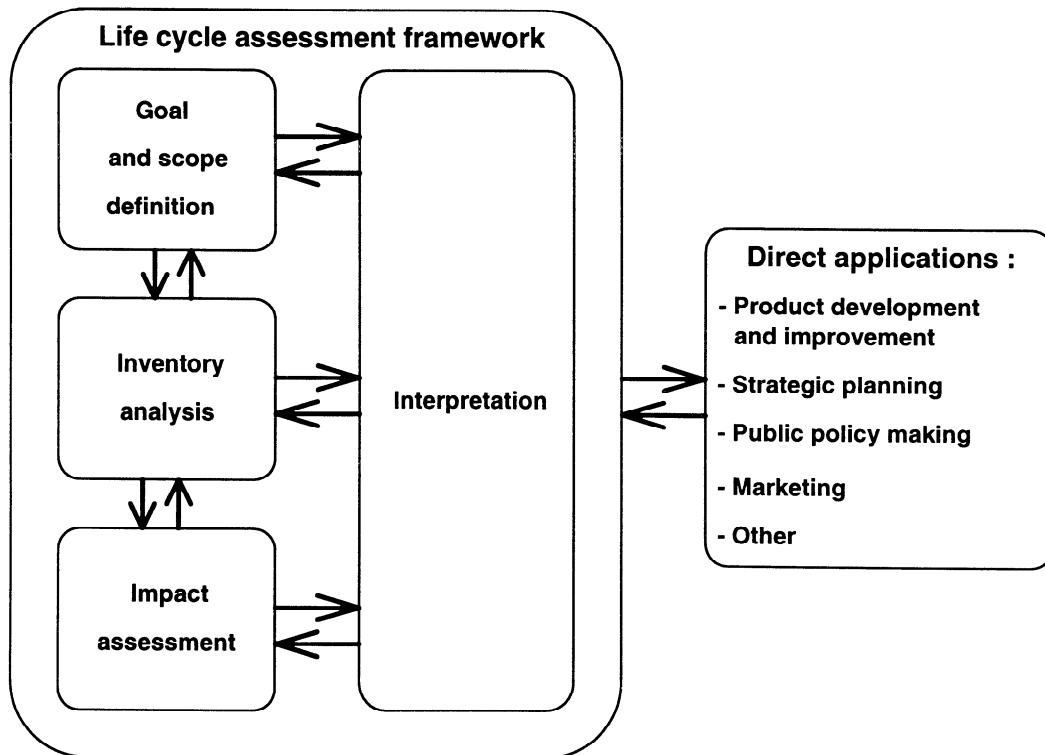 Life cycle assessment framework
Goal
and scope
definition
Inventory
analysis
Impact
assessment
Interpretation
Direct applications :
- Product development
and improvement
- Strategic planning
- Public policy making
- Marketing
- Other